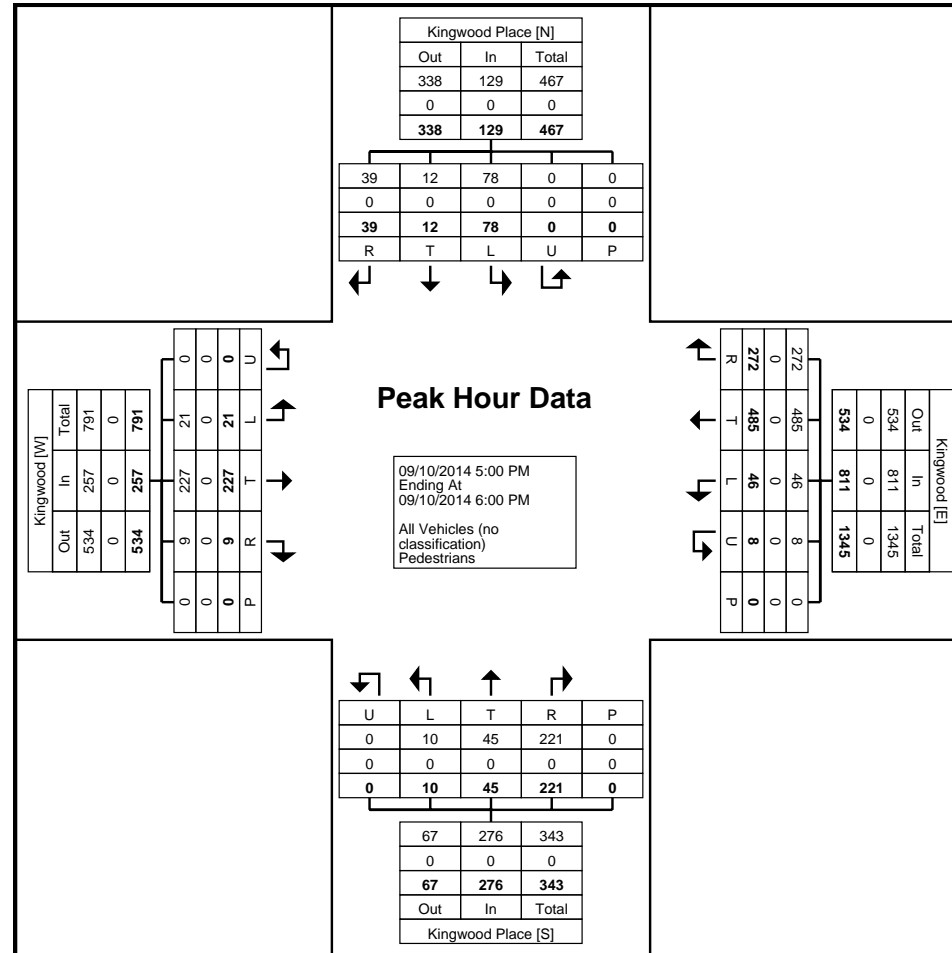 Kingwood Place [N]
Out In Total
338 129 467
0 0 0
338 129 467
39 12 78 0 0
0 0 0 0 0
39 12 78 0 0
R T L U P
Kingwood [W]
Total In Out
791 257 534
0 0 0
791 257 534
0 21 227 9 0
0 0 0 0 0
0 21 227 9 0
U L T R P
Peak Hour Data
09/10/2014 5:00 PM
Ending At
09/10/2014 6:00 PM
All Vehicles (no
classification)
Pedestrians
Kingwood [E]
Out In Total
534 811 1345
0 0 0
534 811 1345
272 485 46 8 0
0 0 0 0 0
272 485 46 8 0
R T L U P
U L T R P
0 10 45 221 0
0 0 0 0 0
0 10 45 221 0
67 276 343
0 0 0
67 276 343
Out In Total
Kingwood Place [S]